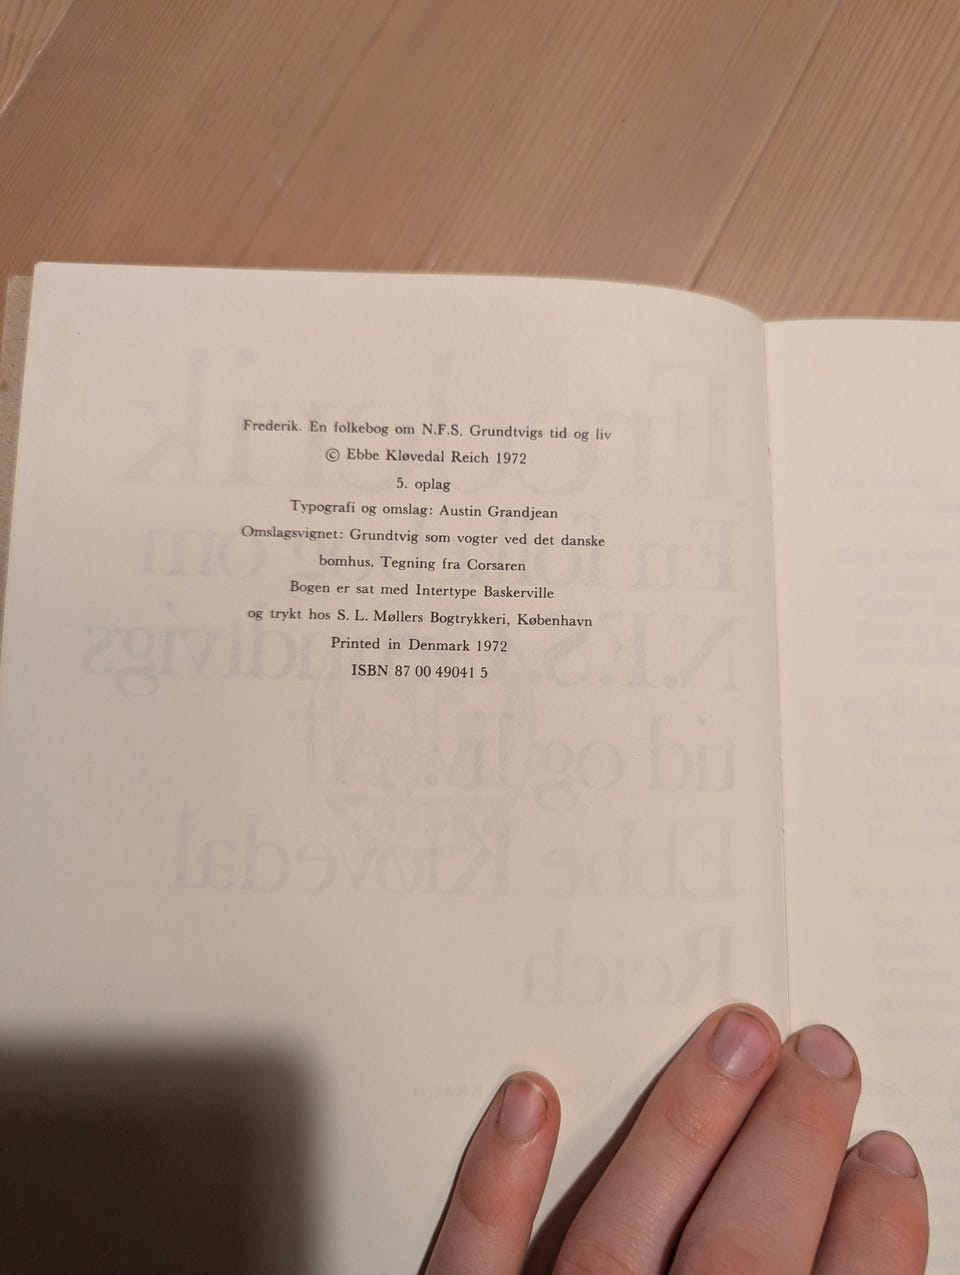 Frederik. En folkebog om N.F.S. Grundtvigs tid og liv
© Ebbe Kløvedal Reich 1972
5. oplag
Typografi og omslag: Austin Grandjean
Omslagsvignet: Grundtvig som vogter ved det danske
bomhus. Tegning fra Corsaren
Bogen er sat med Intertype Baskerville
og trykt hos S. L. Møllers Bogtrykkeri, København
Printed in Denmark 1972
ISBN 87 00 49041 5